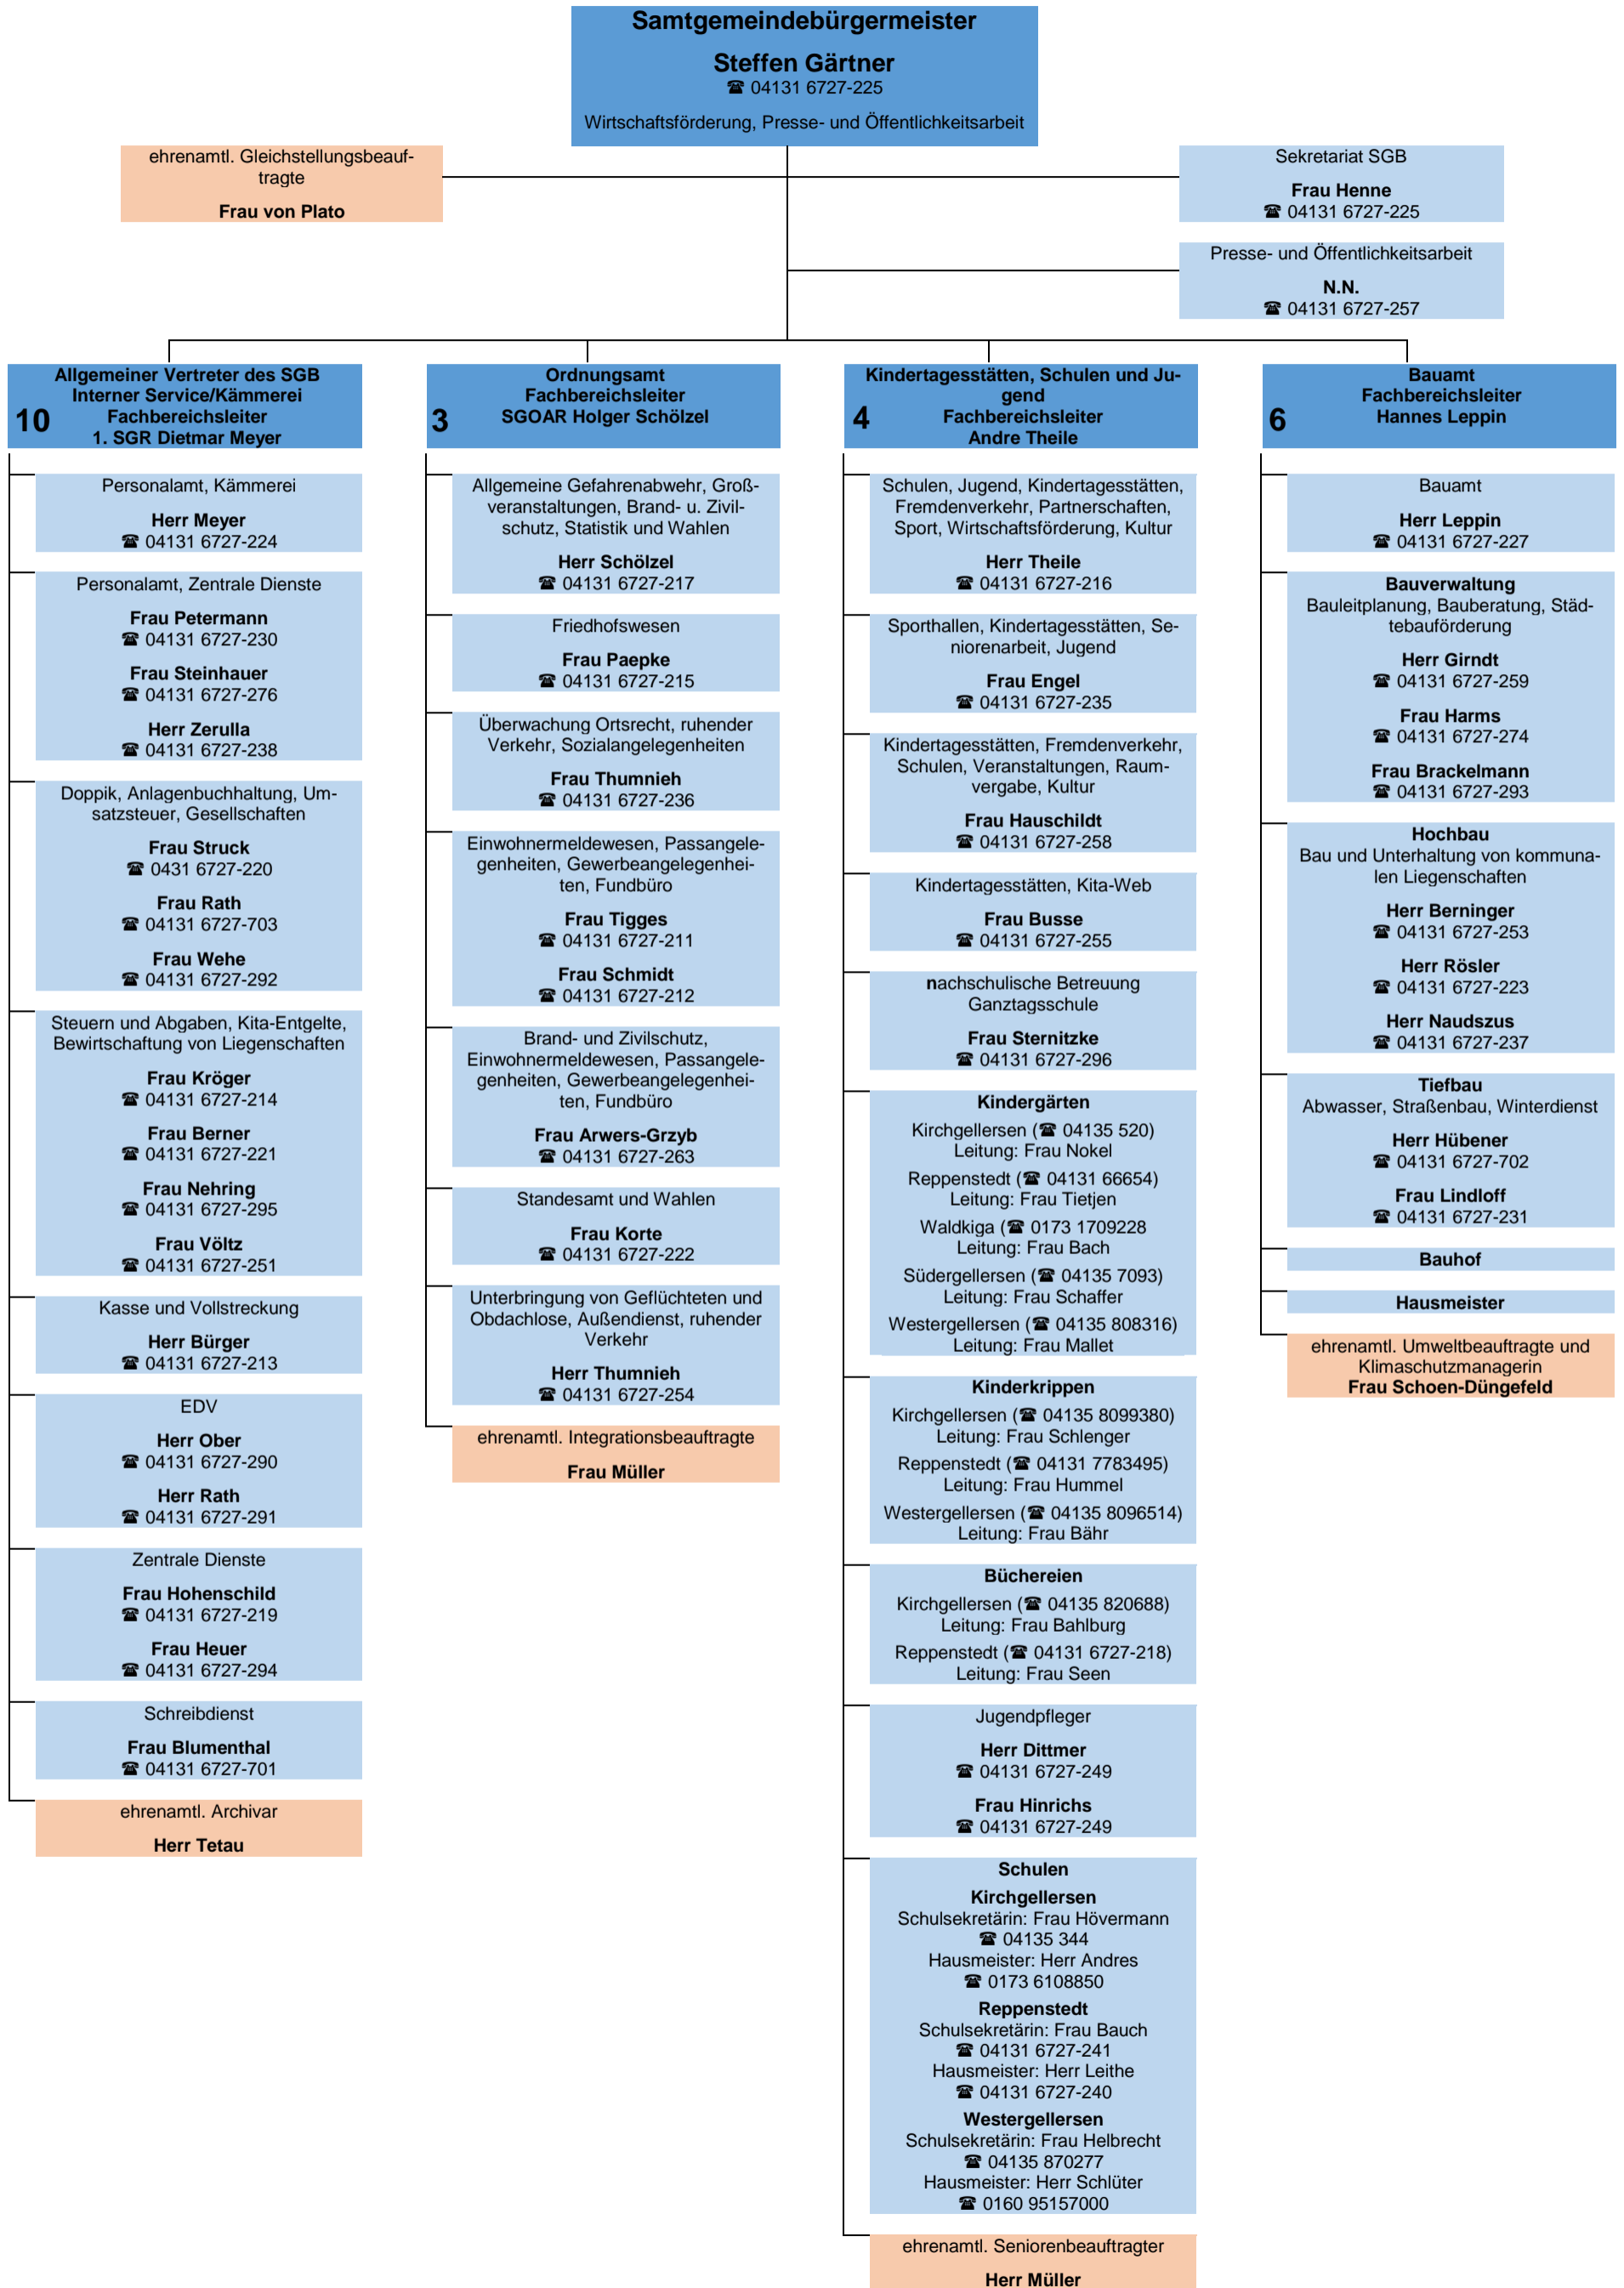 Samtgemeindebürgermeister
Steffen Gärtner
☎ 04131 6727-225
Wirtschaftsförderung, Presse- und Öffentlichkeitsarbeit
ehrenamtl. Gleichstellungsbeauf-
tragte
Frau von Plato
Sekretariat SGB
Frau Henne
☎ 04131 6727-225
Presse- und Öffentlichkeitsarbeit
N.N.
☎ 04131 6727-257
Allgemeiner Vertreter des SGB
Interner Service/Kämmerei
10 Fachbereichsleiter
1. SGR Dietmar Meyer
Personalamt, Kämmerei
Herr Meyer
☎ 04131 6727-224
Personalamt, Zentrale Dienste
Frau Petermann
☎ 04131 6727-230
Frau Steinhauer
☎ 04131 6727-276
Herr Zerulla
☎ 04131 6727-238
Doppik, Anlagenbuchhaltung, Um-
satzsteuer, Gesellschaften
Frau Struck
☎ 0431 6727-220
Frau Rath
☎ 04131 6727-703
Frau Wehe
☎ 04131 6727-292
Steuern und Abgaben, Kita-Entgelte,
Bewirtschaftung von Liegenschaften
Frau Kröger
☎ 04131 6727-214
Frau Berner
☎ 04131 6727-221
Frau Nehring
☎ 04131 6727-295
Frau Völtz
☎ 04131 6727-251
Kasse und Vollstreckung
Herr Bürger
☎ 04131 6727-213
EDV
Herr Ober
☎ 04131 6727-290
Herr Rath
☎ 04131 6727-291
Zentrale Dienste
Frau Hohenschild
☎ 04131 6727-219
Frau Heuer
☎ 04131 6727-294
Schreibdienst
Frau Blumenthal
☎ 04131 6727-701
ehrenamtl. Archivar
Herr Tetau
Ordnungsamt
Fachbereichsleiter
3 SGOAR Holger Schölzel
Allgemeine Gefahrenabwehr, Groß-
veranstaltungen, Brand- u. Zivil-
schutz, Statistik und Wahlen
Herr Schölzel
☎ 04131 6727-217
Friedhofswesen
Frau Paepke
☎ 04131 6727-215
Überwachung Ortsrecht, ruhender
Verkehr, Sozialangelegenheiten
Frau Thumnieh
☎ 04131 6727-236
Einwohnermeldewesen, Passangele-
genheiten, Gewerbeangelegenhei-
ten, Fundbüro
Frau Tigges
☎ 04131 6727-211
Frau Schmidt
☎ 04131 6727-212
Brand- und Zivilschutz,
Einwohnermeldewesen, Passangele-
genheiten, Gewerbeangelegenhei-
ten, Fundbüro
Frau Arwers-Grzyb
☎ 04131 6727-263
Standesamt und Wahlen
Frau Korte
☎ 04131 6727-222
Unterbringung von Geflüchteten und
Obdachlose, Außendienst, ruhender
Verkehr
Herr Thumnieh
☎ 04131 6727-254
ehrenamtl. Integrationsbeauftragte
Frau Müller
Kindertagesstätten, Schulen und Ju-
gend
4 Fachbereichsleiter
Andre Theile
Schulen, Jugend, Kindertagesstätten,
Fremdenverkehr, Partnerschaften,
Sport, Wirtschaftsförderung, Kultur
Herr Theile
☎ 04131 6727-216
Sporthallen, Kindertagesstätten, Se-
niorenarbeit, Jugend
Frau Engel
☎ 04131 6727-235
Kindertagesstätten, Fremdenverkehr,
Schulen, Veranstaltungen, Raum-
vergabe, Kultur
Frau Hauschildt
☎ 04131 6727-258
Kindertagesstätten, Kita-Web
Frau Busse
☎ 04131 6727-255
nachschulische Betreuung
Ganztagsschule
Frau Sternitzke
☎ 04131 6727-296
Kindergärten
Kirchgellersen (☎ 04135 520)
Leitung: Frau Nokel
Reppenstedt (☎ 04131 66654)
Leitung: Frau Tietjen
Waldkiga (☎ 0173 1709228
Leitung: Frau Bach
Südergellersen (☎ 04135 7093)
Leitung: Frau Schaffer
Westergellersen (☎ 04135 808316)
Leitung: Frau Mallet
Kinderkrippen
Kirchgellersen (☎ 04135 8099380)
Leitung: Frau Schlenger
Reppenstedt (☎ 04131 7783495)
Leitung: Frau Hummel
Westergellersen (☎ 04135 8096514)
Leitung: Frau Bähr
Büchereien
Kirchgellersen (☎ 04135 820688)
Leitung: Frau Bahlburg
Reppenstedt (☎ 04131 6727-218)
Leitung: Frau Seen
Jugendpfleger
Herr Dittmer
☎ 04131 6727-249
Frau Hinrichs
☎ 04131 6727-249
Schulen
Kirchgellersen
Schulsekretärin: Frau Hövermann
☎ 04135 344
Hausmeister: Herr Andres
☎ 0173 6108850
Reppenstedt
Schulsekretärin: Frau Bauch
☎ 04131 6727-241
Hausmeister: Herr Leithe
☎ 04131 6727-240
Westergellersen
Schulsekretärin: Frau Helbrecht
☎ 04135 870277
Hausmeister: Herr Schlüter
☎ 0160 95157000
ehrenamtl. Seniorenbeauftragter
Herr Müller
Bauamt
Fachbereichsleiter
6 Hannes Leppin
Bauamt
Herr Leppin
☎ 04131 6727-227
Bauverwaltung
Bauleitplanung, Bauberatung, Städ-
tebauförderung
Herr Girndt
☎ 04131 6727-259
Frau Harms
☎ 04131 6727-274
Frau Brackelmann
☎ 04131 6727-293
Hochbau
Bau und Unterhaltung von kommuna-
len Liegenschaften
Herr Berninger
☎ 04131 6727-253
Herr Rösler
☎ 04131 6727-223
Herr Naudszus
☎ 04131 6727-237
Tiefbau
Abwasser, Straßenbau, Winterdienst
Herr Hübener
☎ 04131 6727-702
Frau Lindloff
☎ 04131 6727-231
Bauhof
Hausmeister
ehrenamtl. Umweltbeauftragte und
Klimaschutzmanagerin
Frau Schoen-Düngefeld